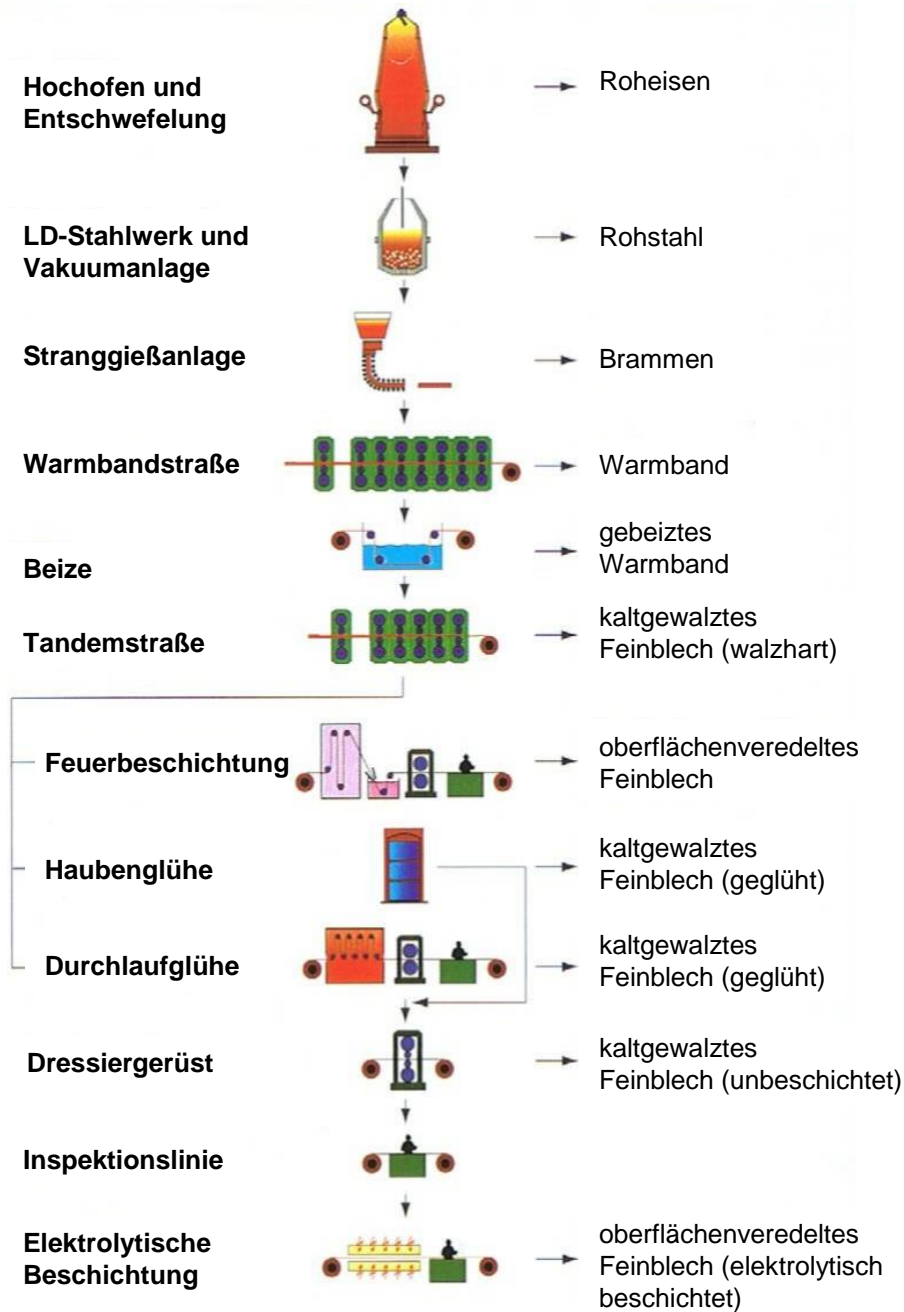 Hochofen und
Entschwefelung
Roheisen
LD-Stahlwerk und
Vakuumanlage
Rohstahl
Stranggießanlage
Brammen
Warmbandstraße
Warmband
Beize
gebeiztes
Warmband
Tandemstraße
kaltgewalztes
Feinblech (walzhart)
Feuerbeschichtung
oberflächenveredeltes
Feinblech
Haubenglühe
kaltgewalztes
Feinblech (geglüht)
Durchlaufglühe
kaltgewalztes
Feinblech (geglüht)
Dressiergerüst
kaltgewalztes
Feinblech (unbeschichtet)
Inspektionslinie
Elektrolytische
Beschichtung
oberflächenveredeltes
Feinblech (elektrolytisch
beschichtet)